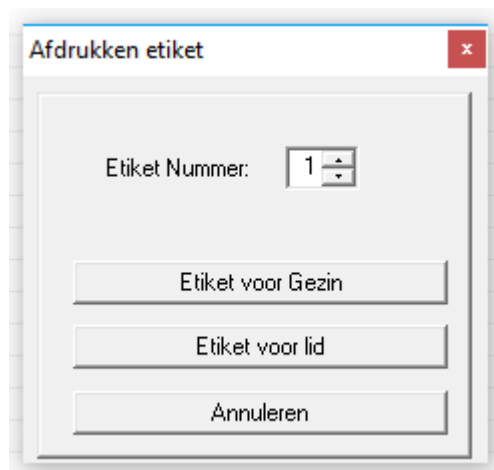 Afdrukken etiket
Etiket Nummer: 1
Etiket voor Gezin
Etiket voor lid
Annuleren